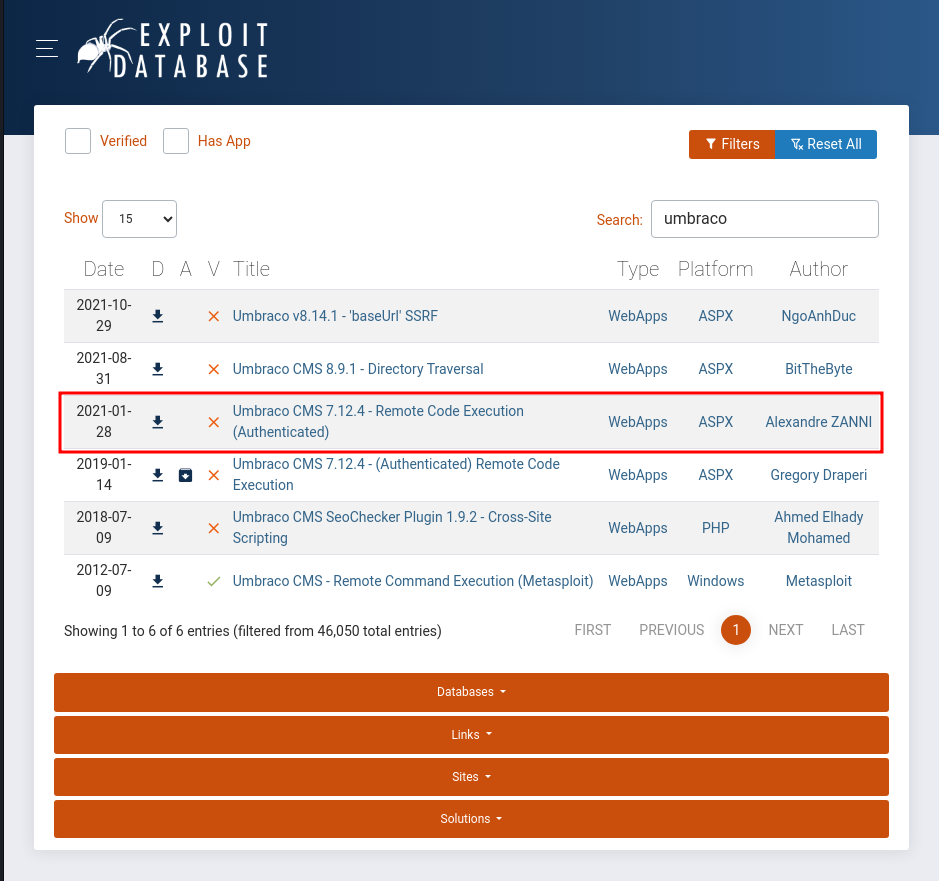 EXPLOIT
DATABASE
Verified
Has App
Filters
Reset All
Show 15
Search: umbraco
Date D A V Title Type Platform Author
2021-10-29 Umbraco v8.14.1 - 'baseUrl' SSRF WebApps ASPX NgoAnhDuc
2021-08-31 Umbraco CMS 8.9.1 - Directory Traversal WebApps ASPX BitTheByte
2021-01-28 Umbraco CMS 7.12.4 - Remote Code Execution (Authenticated) WebApps ASPX Alexandre ZANNI
2019-01-14 Umbraco CMS 7.12.4 - (Authenticated) Remote Code Execution WebApps ASPX Gregory Draperi
2018-07-09 Umbraco CMS SeoChecker Plugin 1.9.2 - Cross-Site Scripting WebApps PHP Ahmed Elhady Mohamed
2012-07-09 Umbraco CMS - Remote Command Execution (Metasploit) WebApps Windows Metasploit
Showing 1 to 6 of 6 entries (filtered from 46,050 total entries)
FIRST PREVIOUS 1 NEXT LAST
Databases
Links
Sites
Solutions